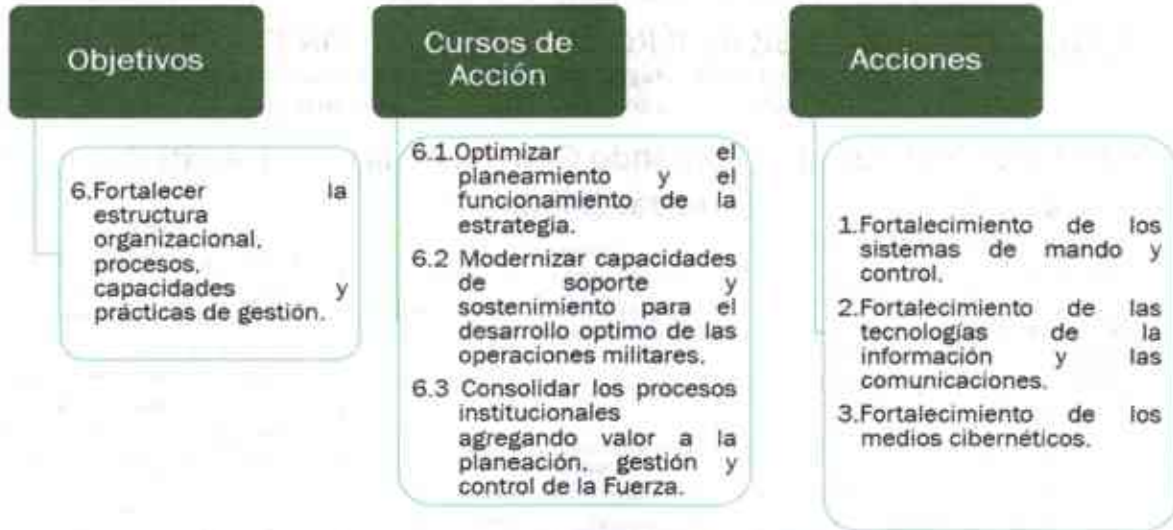 Objetivos
6.Fortalecer la
estructura
organizacional,
procesos,
capacidades y
prácticas de gestión.
Cursos de
Acción
6.1.Optimizar el
planeamiento y el
funcionamiento de la
estrategia.
6.2 Modernizar capacidades
de soporte y
sostenimiento para el
desarrollo optimo de las
operaciones militares.
6.3 Consolidar los procesos
institucionales
agregando valor a la
planeación, gestión y
control de la Fuerza.
Acciones
1.Fortalecimiento de los
sistemas de mando y
control.
2.Fortalecimiento de las
tecnologías de la
información y las
comunicaciones.
3.Fortalecimiento de los
medios cibernéticos.